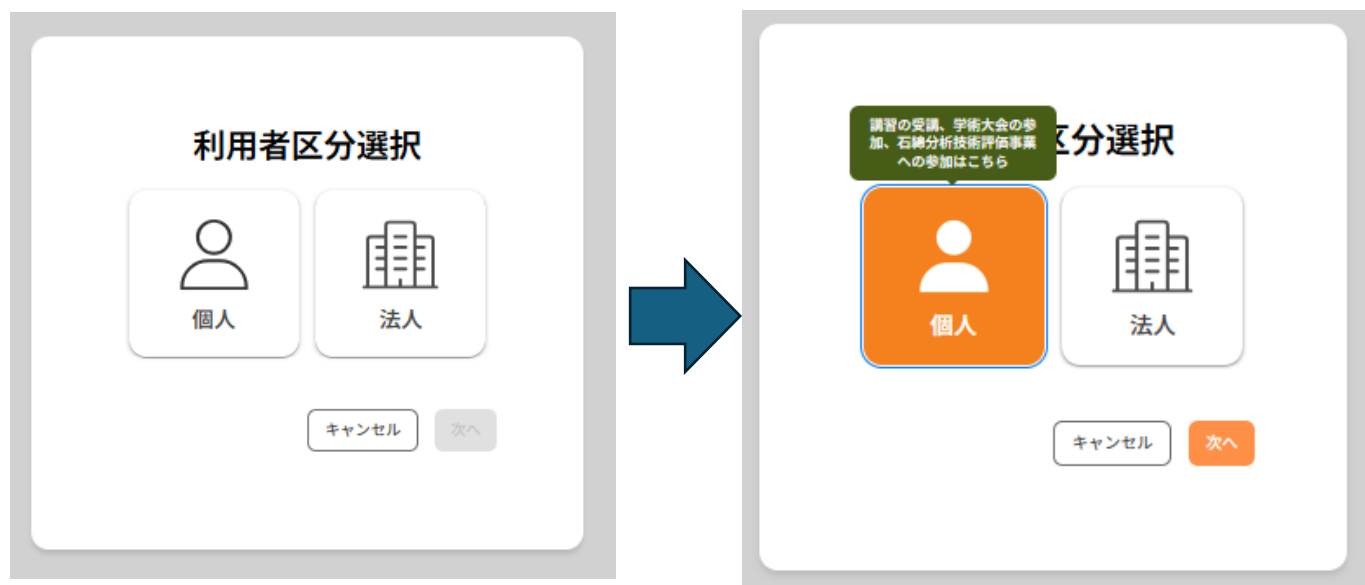 利用者区分選択
個人
法人
キャンセル
次へ
講習の受講、学術大会の参
加、石綿分析技術評価事業
への参加はこちら
区分選択
個人
法人
キャンセル
次へ